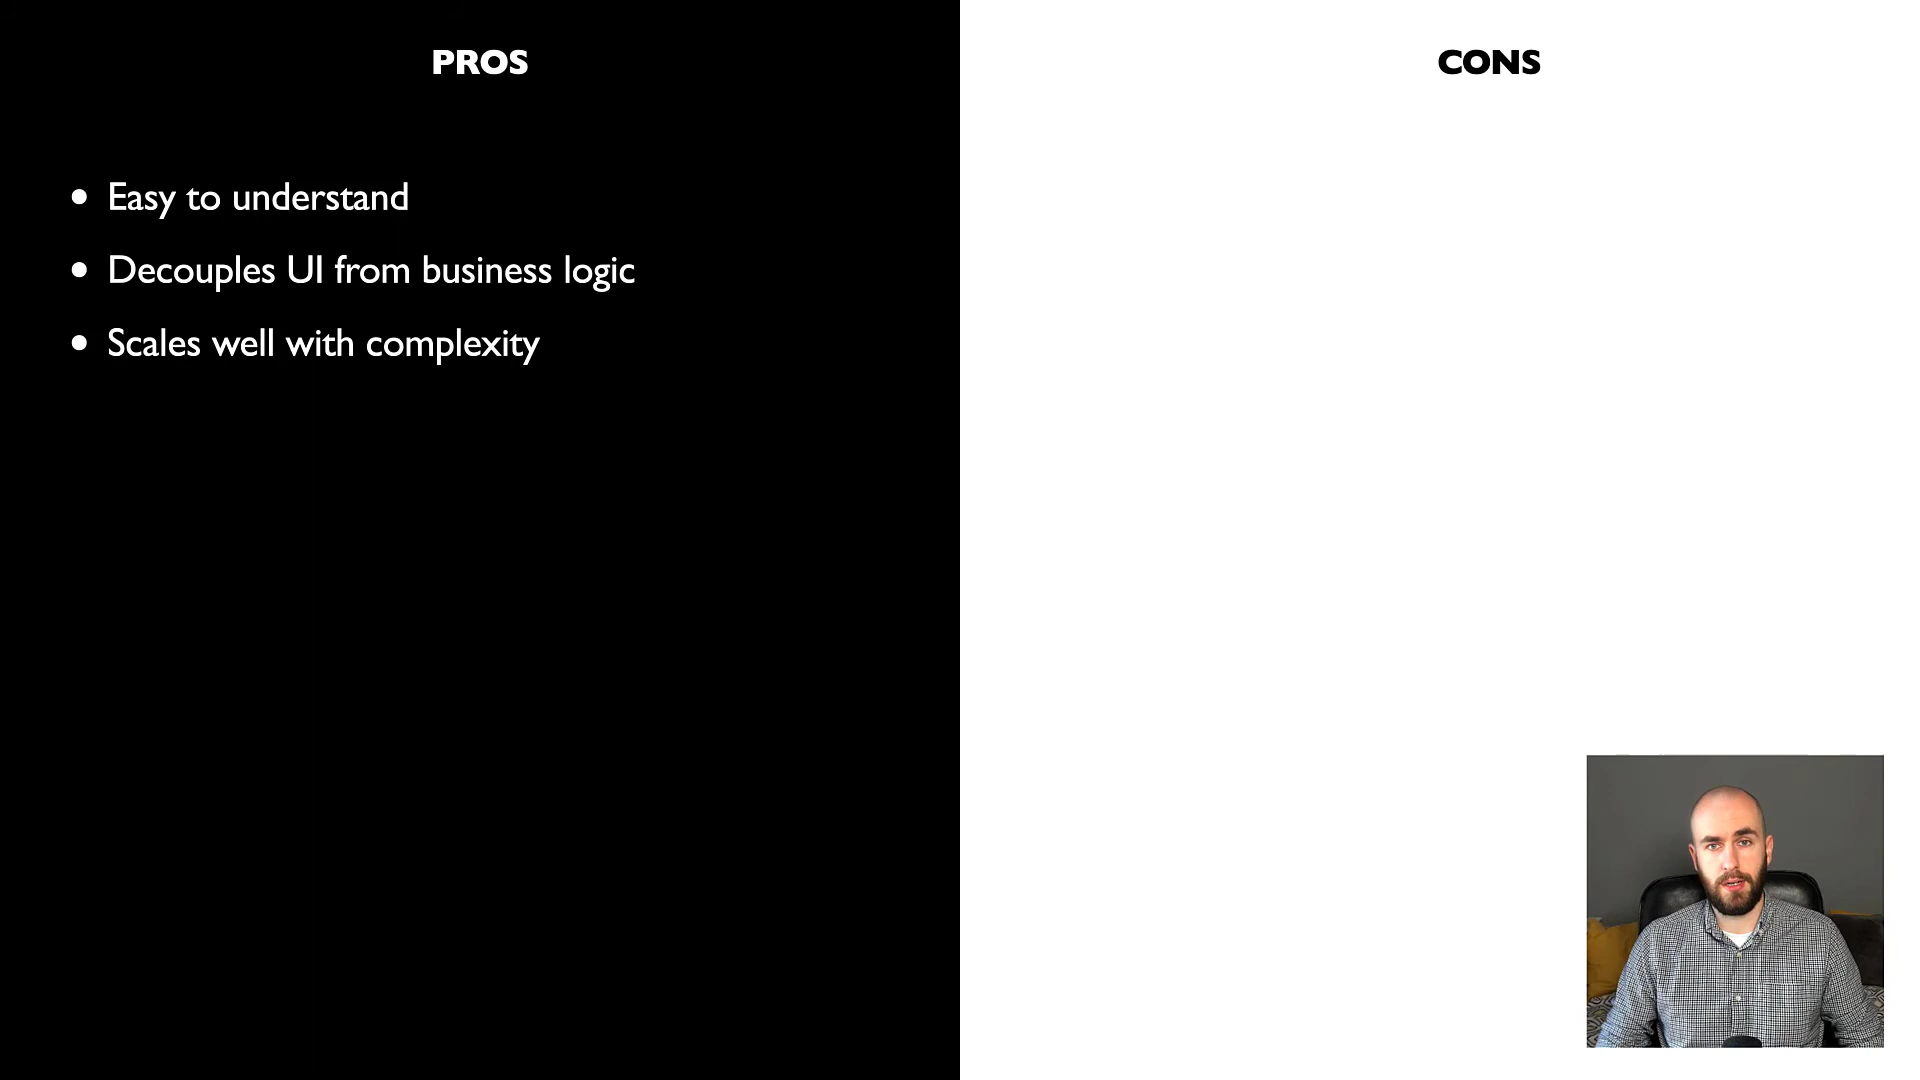 PROS
• Easy to understand
• Decouples UI from business logic
• Scales well with complexity
CONS